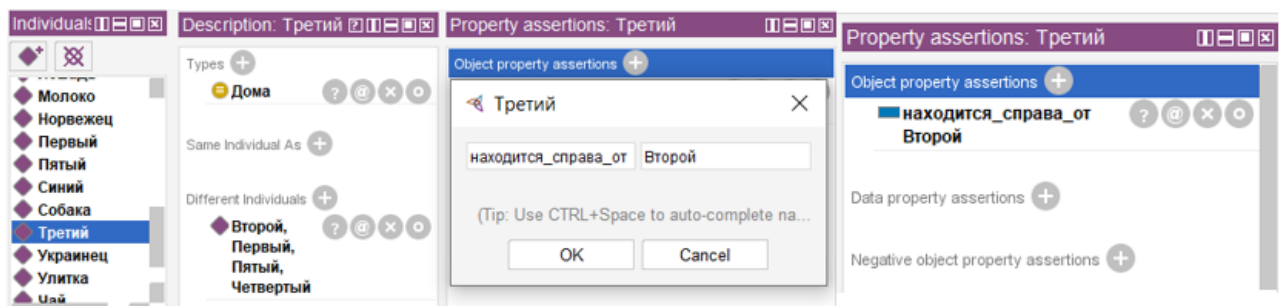 Individuals
Молоко
Норвежец
Первый
Пятый
Синий
Собака
Третий
Украинец
Улитка
Чай
Description: Третий
Types
Дома
Same Individual As
Different Individuals
Второй,
Первый,
Пятый,
Четвертый
Property assertions: Третий
Object property assertions
Третий
находится_справа_от Второй
(Tip: Use CTRL+Space to auto-complete na...
OK Cancel
Property assertions: Третий
Object property assertions
находится_справа_от
Второй
Data property assertions
Negative object property assertions